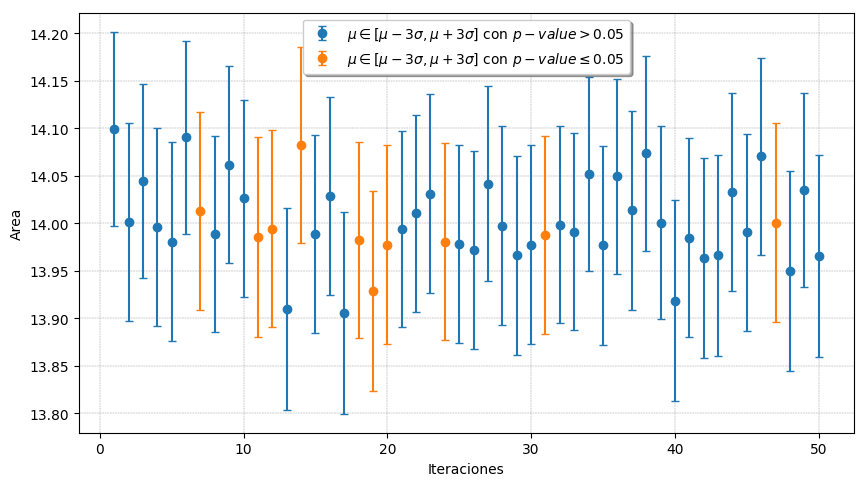 μ ∈ [μ − 3σ, μ + 3σ] con p − value > 0.05
μ ∈ [μ − 3σ, μ + 3σ] con p − value ≤ 0.05
14.20
14.15
14.10
14.05
14.00
13.95
13.90
13.85
13.80
Area
0 10 20 30 40 50
Iteraciones